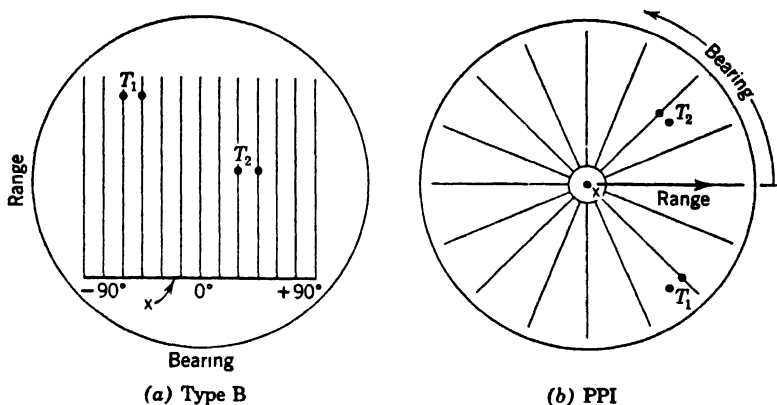 T₁
T₂
Range
−90°
x
0°
+90°
Bearing
(a) Type B
Bearing
T₂
x
Range
T₁
(b) PPI